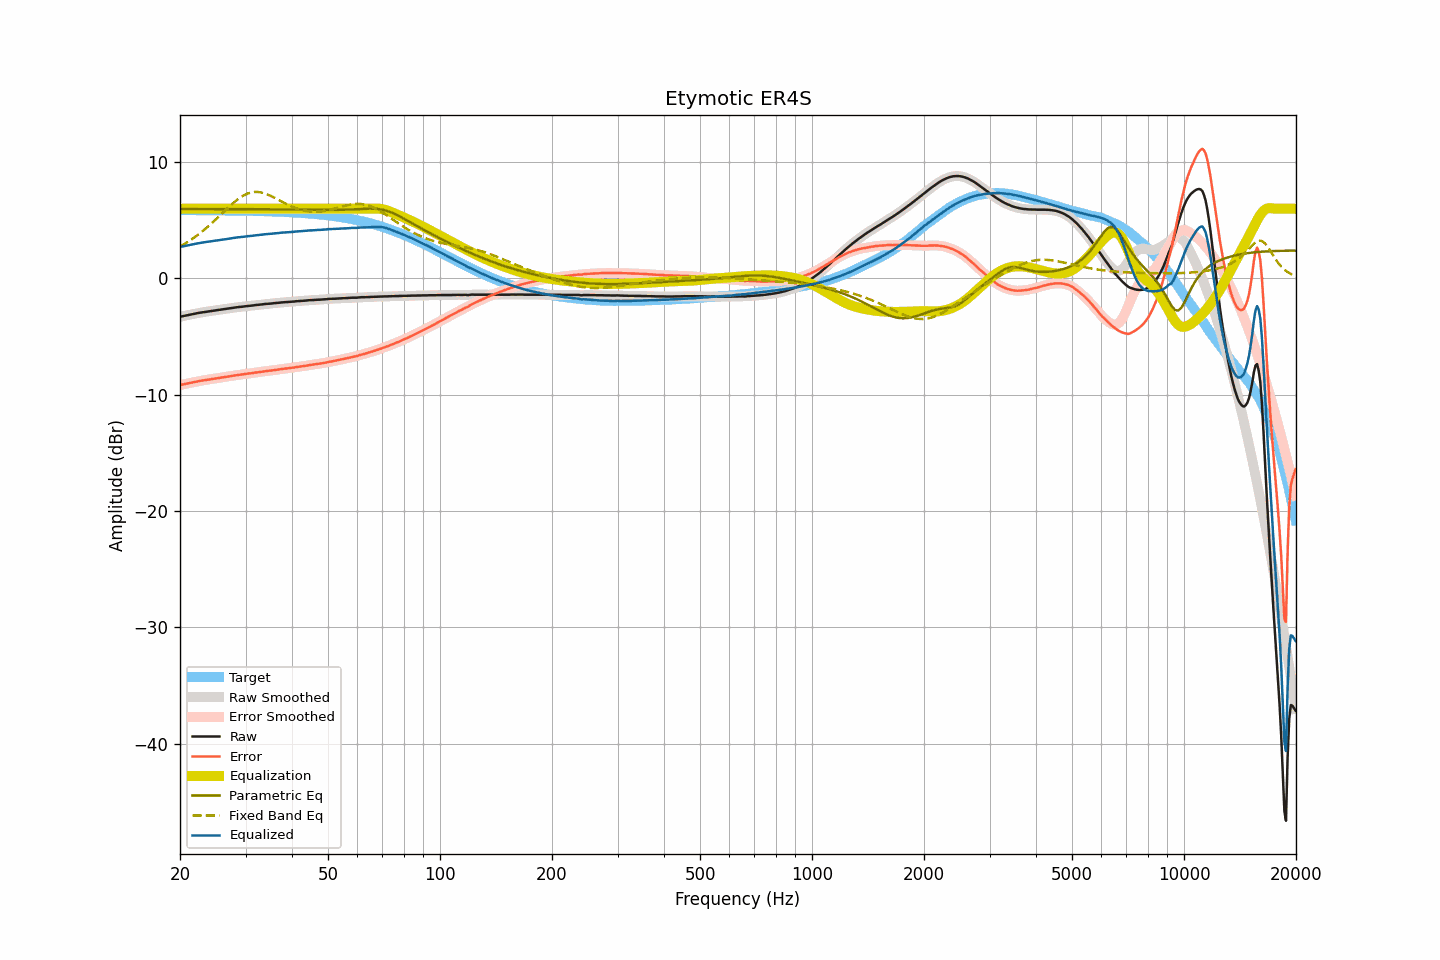 Etymotic ER4S
Amplitude (dBr)
10
0
−10
−20
−30
−40
Target
Raw Smoothed
Error Smoothed
Raw
Error
Equalization
Parametric Eq
Fixed Band Eq
Equalized
20 50 100 200 500 1000 2000 5000 10000 20000
Frequency (Hz)